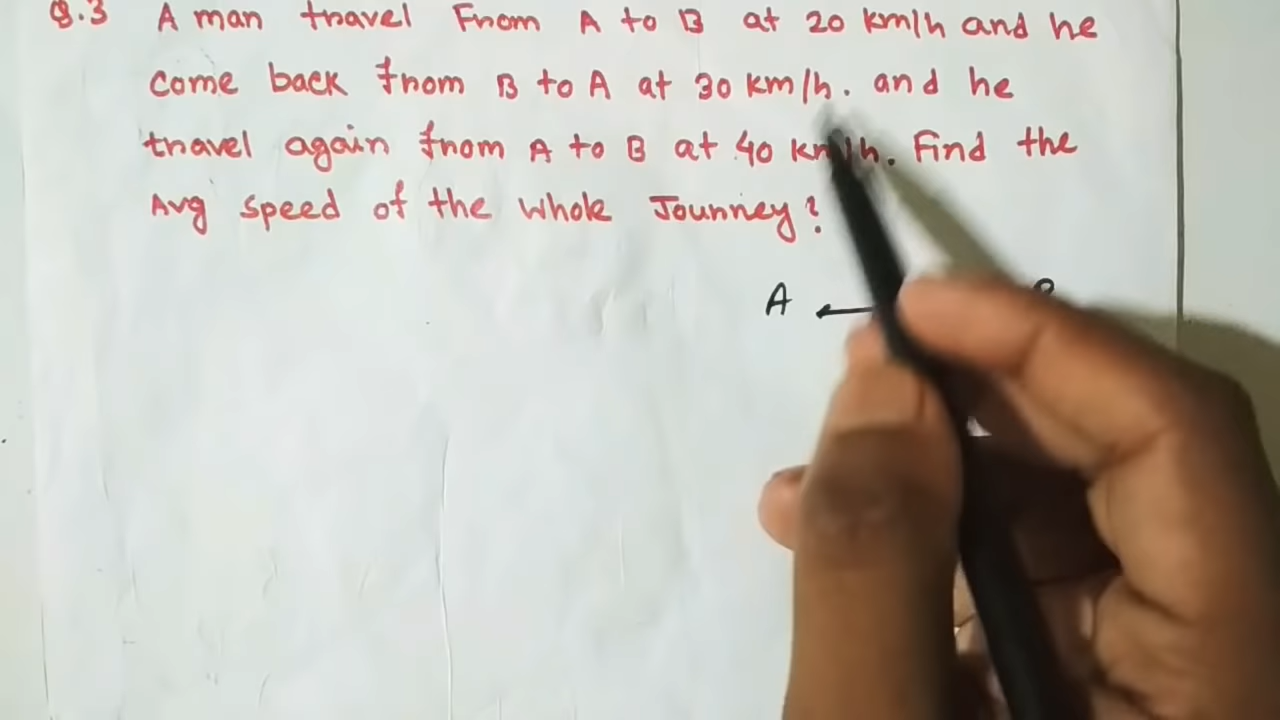 Q.3 A man travel From A to B at 20 km/h and he
come back from B to A at 30 km/h. and he
travel again from A to B at 40 km/h. Find the
Avg speed of the whole Journey?
A B